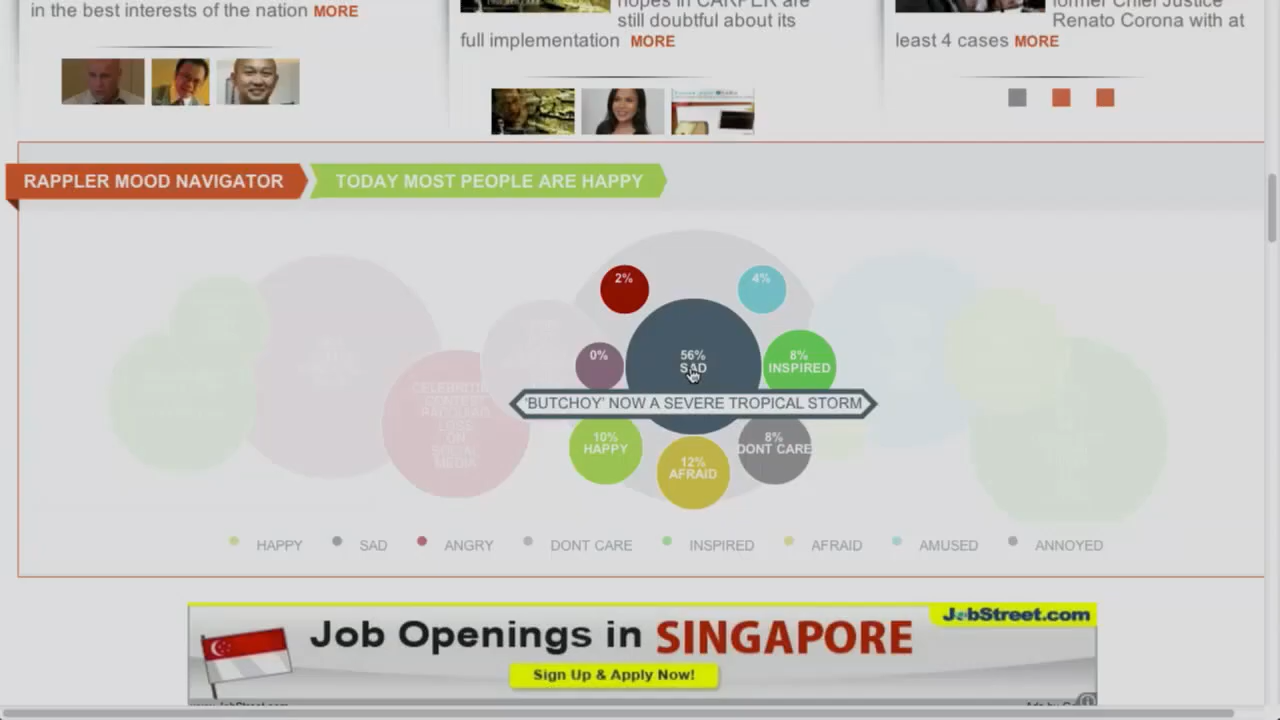 in the best interests of the nation MORE
hopes in CARPER are
still doubtful about its
full implementation MORE
former Chief Justice
Renato Corona with at
least 4 cases MORE
RAPPLER MOOD NAVIGATOR
TODAY MOST PEOPLE ARE HAPPY
2%
4%
0%
56%
SAD
8%
INSPIRED
'BUTCHOY' NOW A SEVERE TROPICAL STORM
10%
HAPPY
12%
AFRAID
8%
DONT CARE
LOSS
OR
SOCIAL
MEDIA
HAPPY
SAD
ANGRY
DONT CARE
INSPIRED
AFRAID
AMUSED
ANNOYED
JobStreet.com
Job Openings in SINGAPORE
Sign Up & Apply Now!